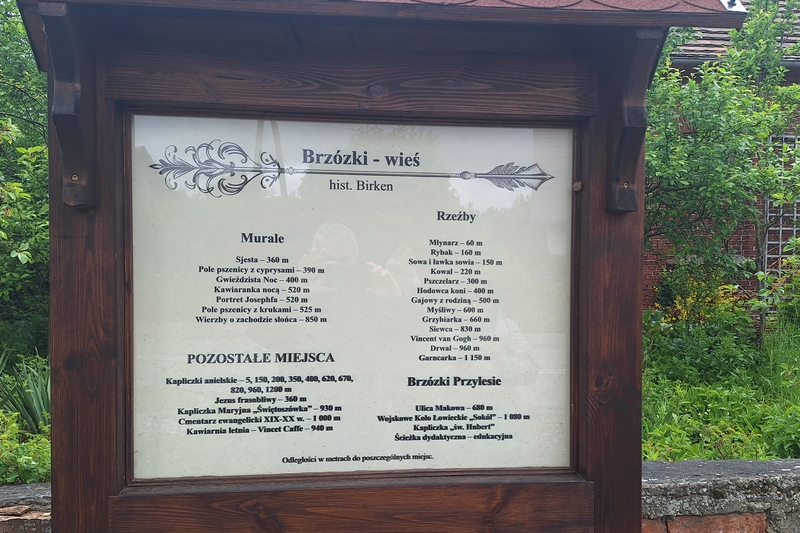 Brzózki - wieś
hist. Birken
Murale
Sjesta – 360 m
Pole pszenicy z cyprysami – 390 m
Gwieździsta Noc – 400 m
Kawiaranka nocą – 520 m
Portret Josephfa – 520 m
Pole pszenicy z krukami – 525 m
Wierzby o zachodzie słońca – 850 m
Rzeźby
Młynarz – 60 m
Rybak – 160 m
Sowa i ławka sowia – 150 m
Kowal – 220 m
Pszczelarz – 300 m
Hodowca koni – 400 m
Gajowy z rodziną – 500 m
Myśliwy – 600 m
Grzybiarka – 660 m
Siewca – 830 m
Vincent van Gogh – 960 m
Drwal – 960 m
Garncarka – 1 150 m
POZOSTAŁE MIEJSCA
Kapliczki anielskie – 5, 150, 200, 350, 400, 620, 670,
820, 960, 1200 m
Jezus frasobliwy – 360 m
Kapliczka Maryjna „Świętoszówka” – 930 m
Cmentarz ewangelicki XIX-XX w. – 1 000 m
Kawiarnia letnia – Vincet Caffe – 940 m
Brzózki Przylesie
Ulica Makowa – 680 m
Wojskowe Koło Łowieckie „Sokół” – 1 080 m
Kapliczka „św. Hubert”
Ścieżka dydaktyczna – edukacyjna
Odległości w metrach do poszczególnych miejsc.